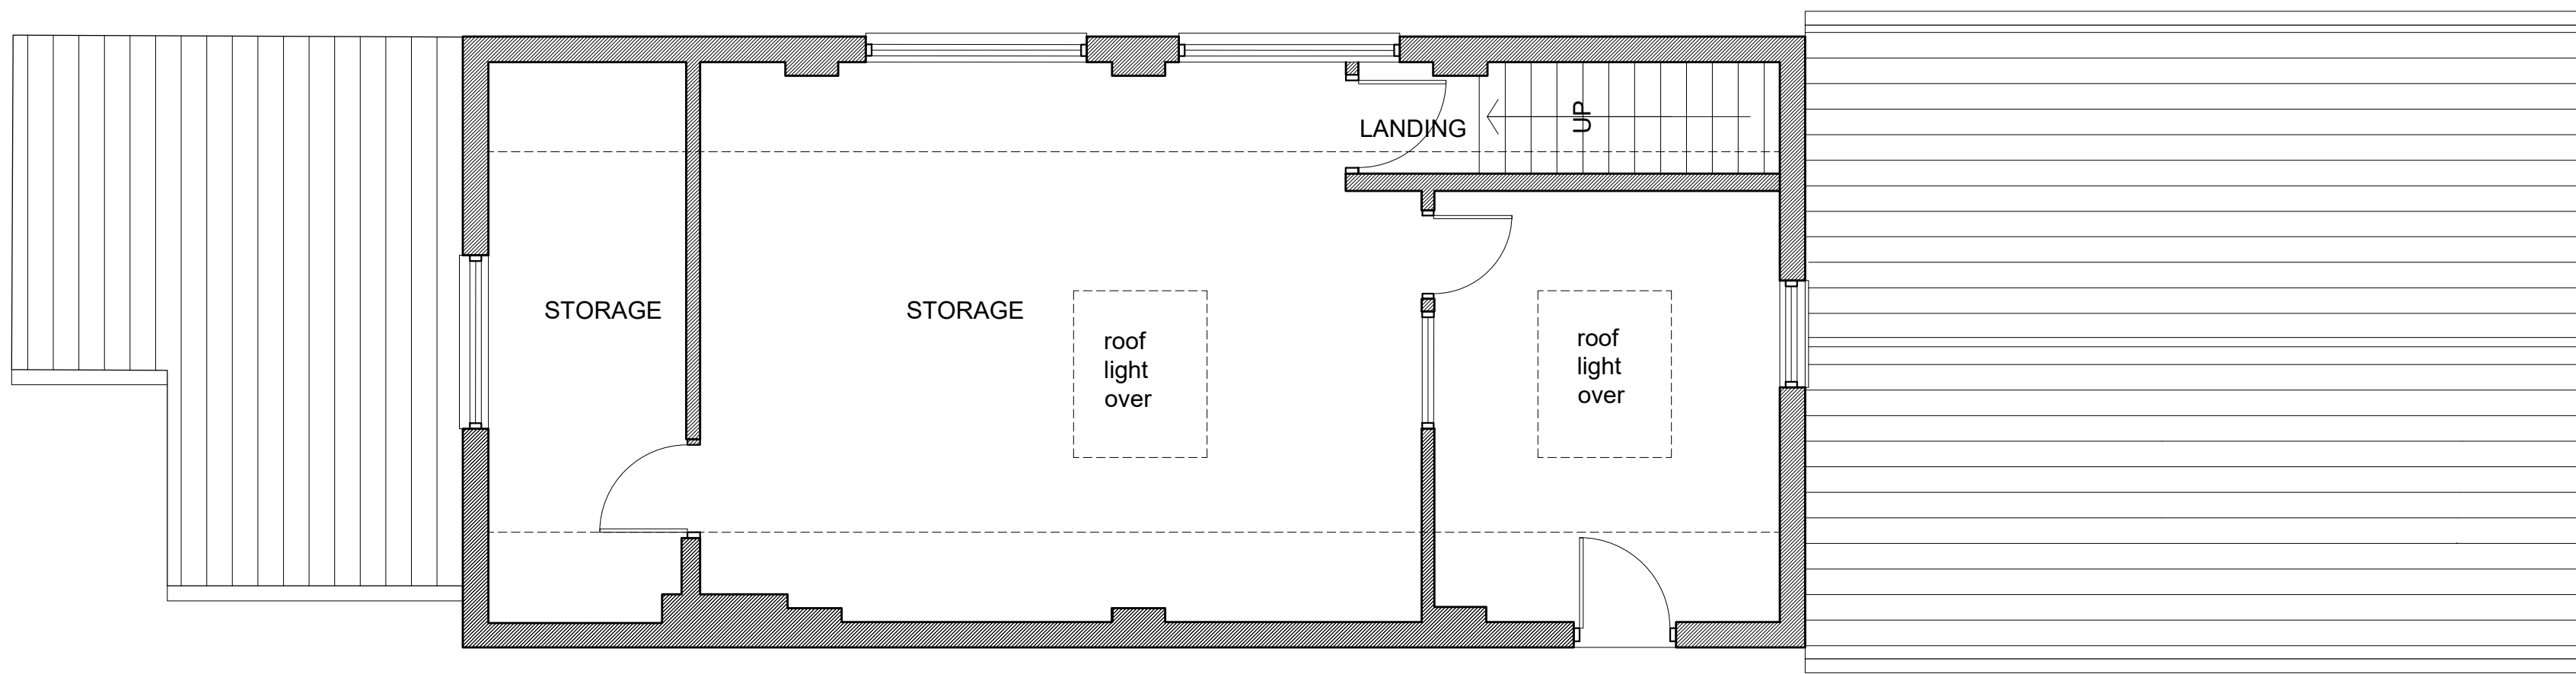 UP
LANDING
STORAGE
STORAGE
roof
light
over
roof
light
over